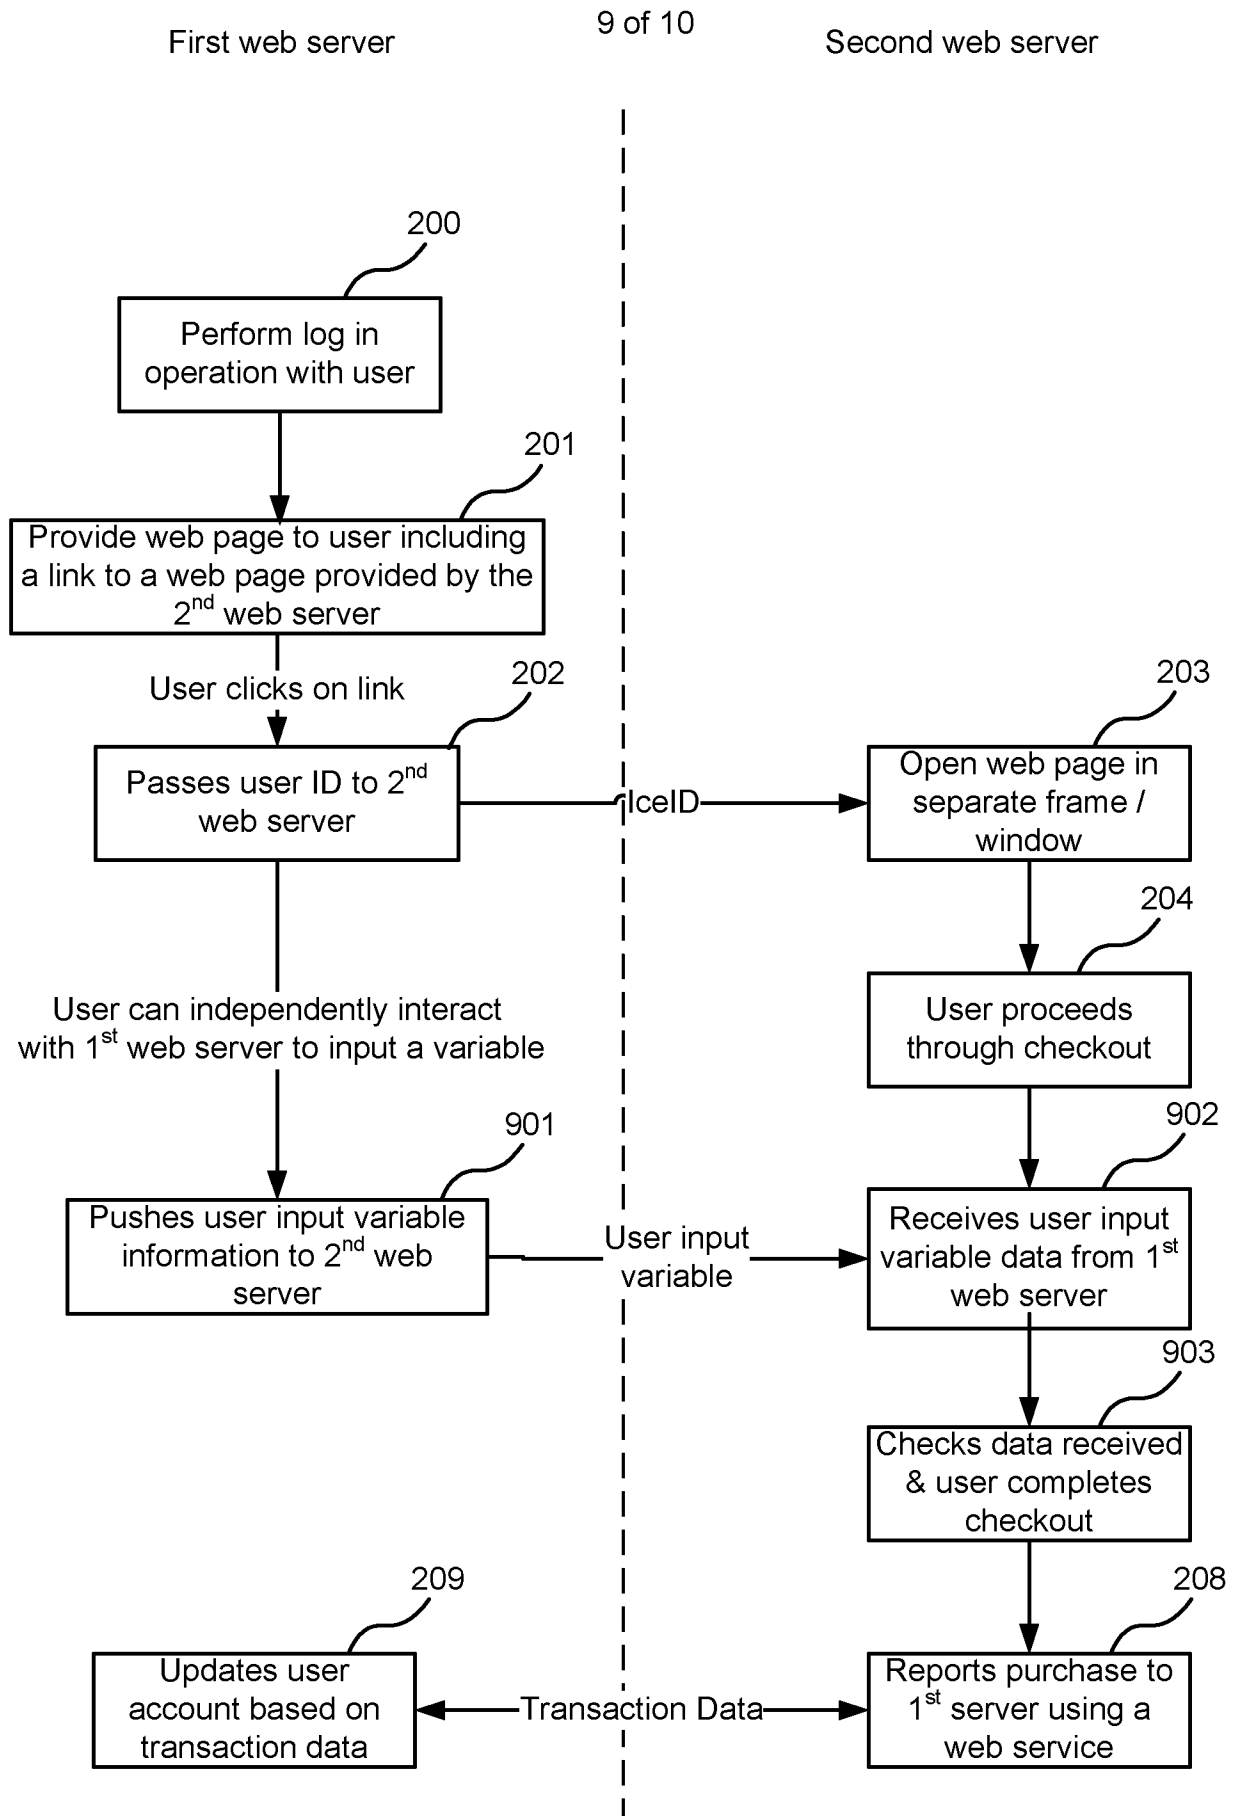 9 of 10
First web server
Second web server
200
Perform log in
operation with user
201
Provide web page to user including
a link to a web page provided by the
2nd web server
User clicks on link
202
203
Passes user ID to 2nd
web server
IceID
Open web page in
separate frame /
window
204
User proceeds
through checkout
User can independently interact
with 1st web server to input a variable
901
902
Pushes user input variable
information to 2nd web
server
User input
variable
Receives user input
variable data from 1st
web server
903
Checks data received
& user completes
checkout
209
208
Updates user
account based on
transaction data
Transaction Data
Reports purchase to
1st server using a
web service